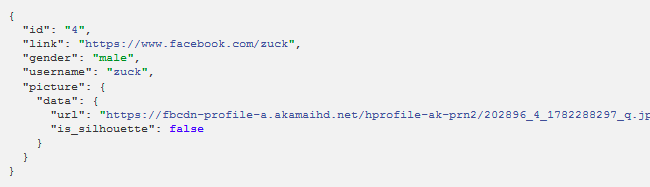 {
"id": "4",
"link": "https://www.facebook.com/zuck",
"gender": "male",
"username": "zuck",
"picture": {
"data": {
"url": "https://fbcdn-profile-a.akamaihd.net/hprofile-ak-prn2/202896_4_1782288297_q.jp
"is_silhouette": false
}
}
}